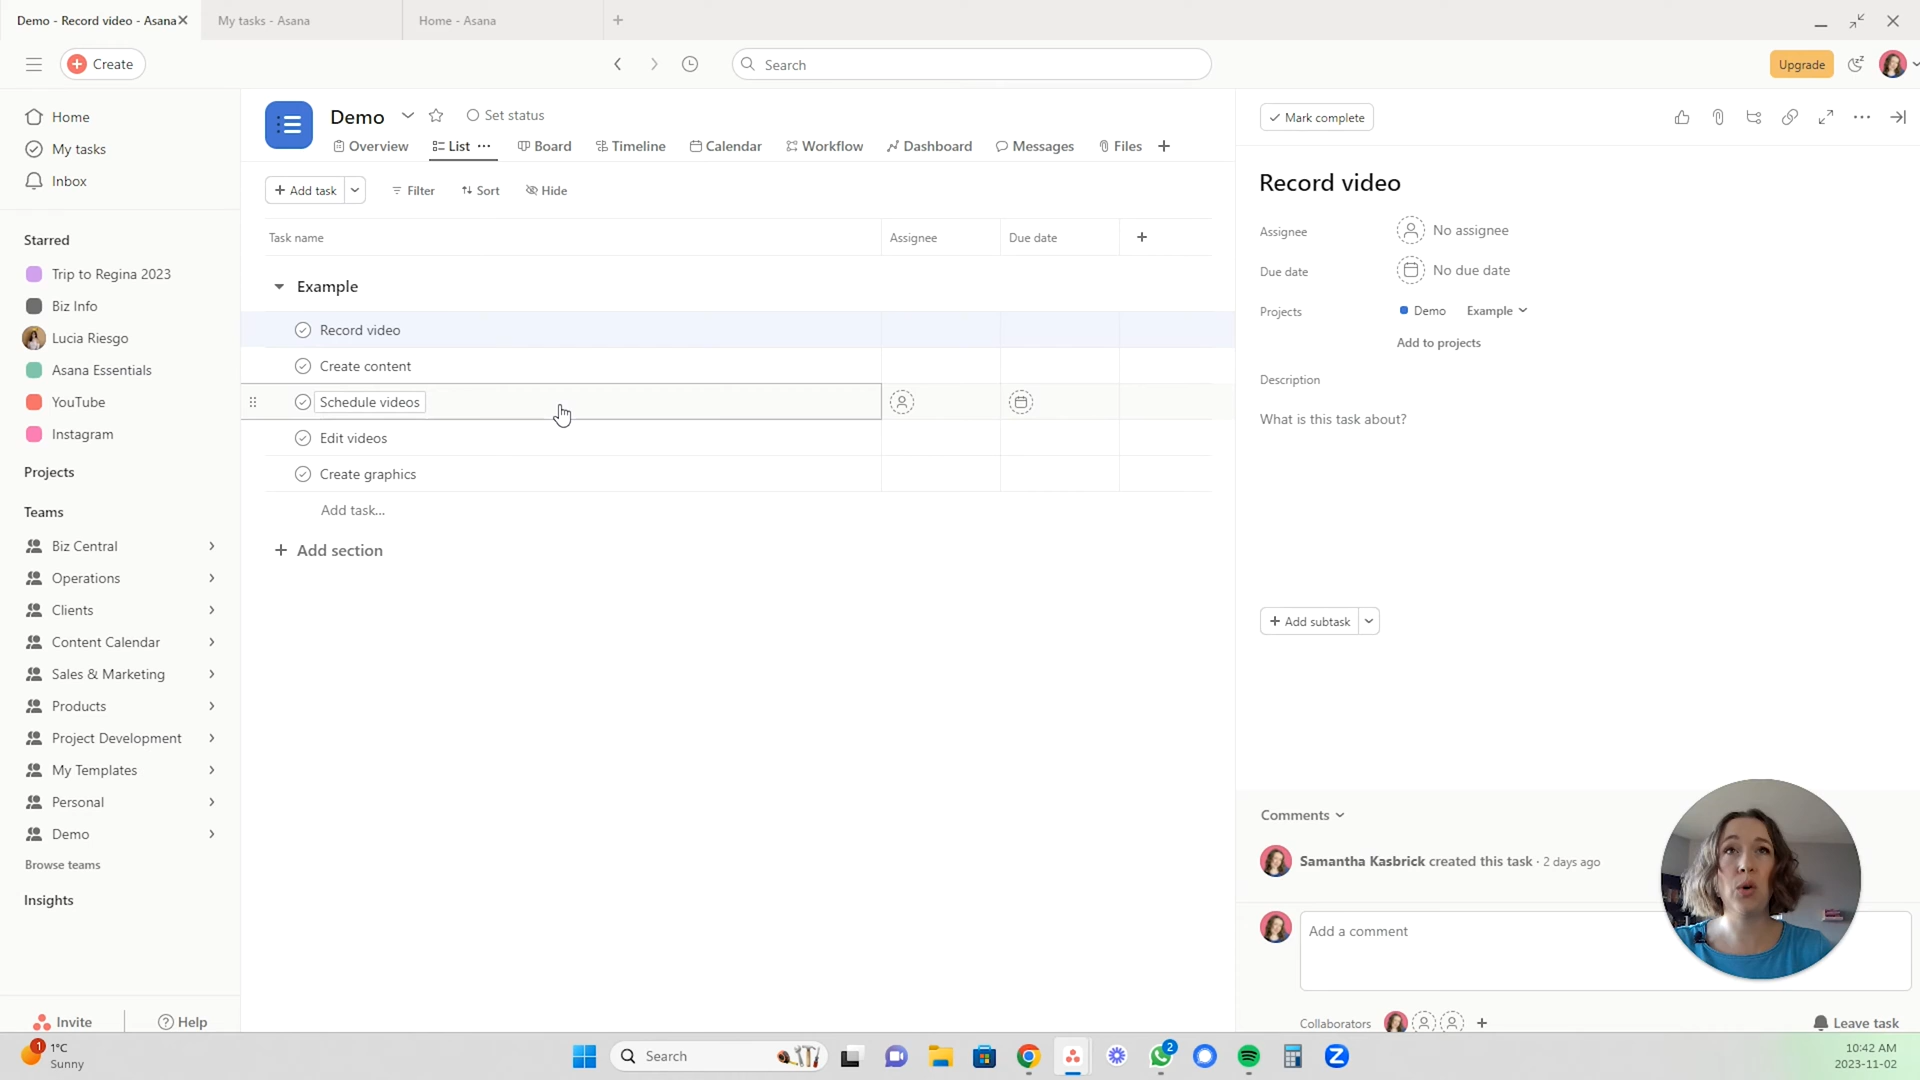 Demo - Record video - Asana
My tasks - Asana
Home - Asana
Create
Search
Upgrade
Home
My tasks
Inbox
Starred
Trip to Regina 2023
Biz Info
Lucia Riesgo
Asana Essentials
YouTube
Instagram
Projects
Teams
Biz Central
Operations
Clients
Content Calendar
Sales & Marketing
Products
Project Development
My Templates
Personal
Demo
Browse teams
Insights
Invite
Help
Demo
Set status
Overview
List
Board
Timeline
Calendar
Workflow
Dashboard
Messages
Files
Add task
Filter
Sort
Hide
Task name
Assignee
Due date
Example
Record video
Create content
Schedule videos
Edit videos
Create graphics
Add task...
Add section
Mark complete
Record video
Assignee
No assignee
Due date
No due date
Projects
Demo
Example
Add to projects
Description
What is this task about?
Add subtask
Comments
Samantha Kasbrick created this task · 2 days ago
Add a comment
Collaborators
Leave task
1
1°C
Sunny
Search
2
10:42 AM
2023-11-02